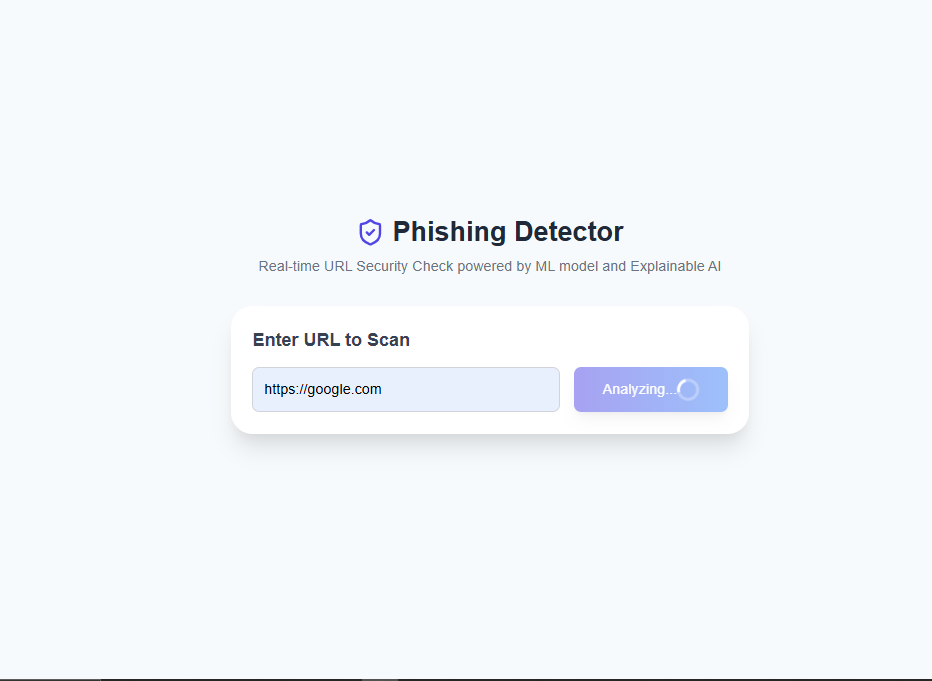 Phishing Detector
Real-time URL Security Check powered by ML model and Explainable AI
Enter URL to Scan
https://google.com
Analyzing...